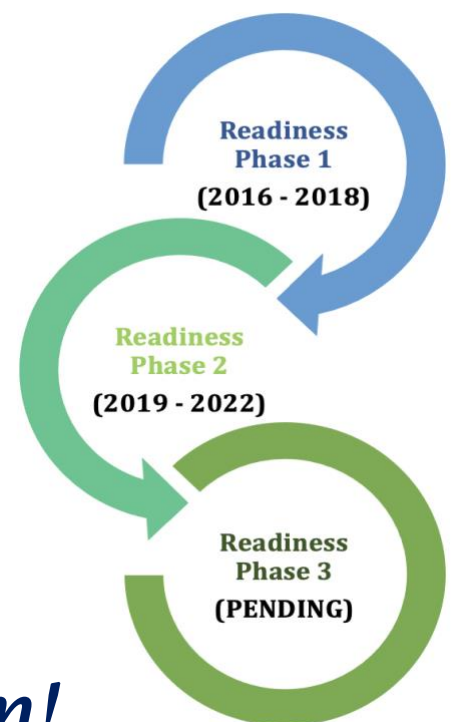 Readiness
Phase 1
(2016 - 2018)
Readiness
Phase 2
(2019 - 2022)
Readiness
Phase 3
(PENDING)